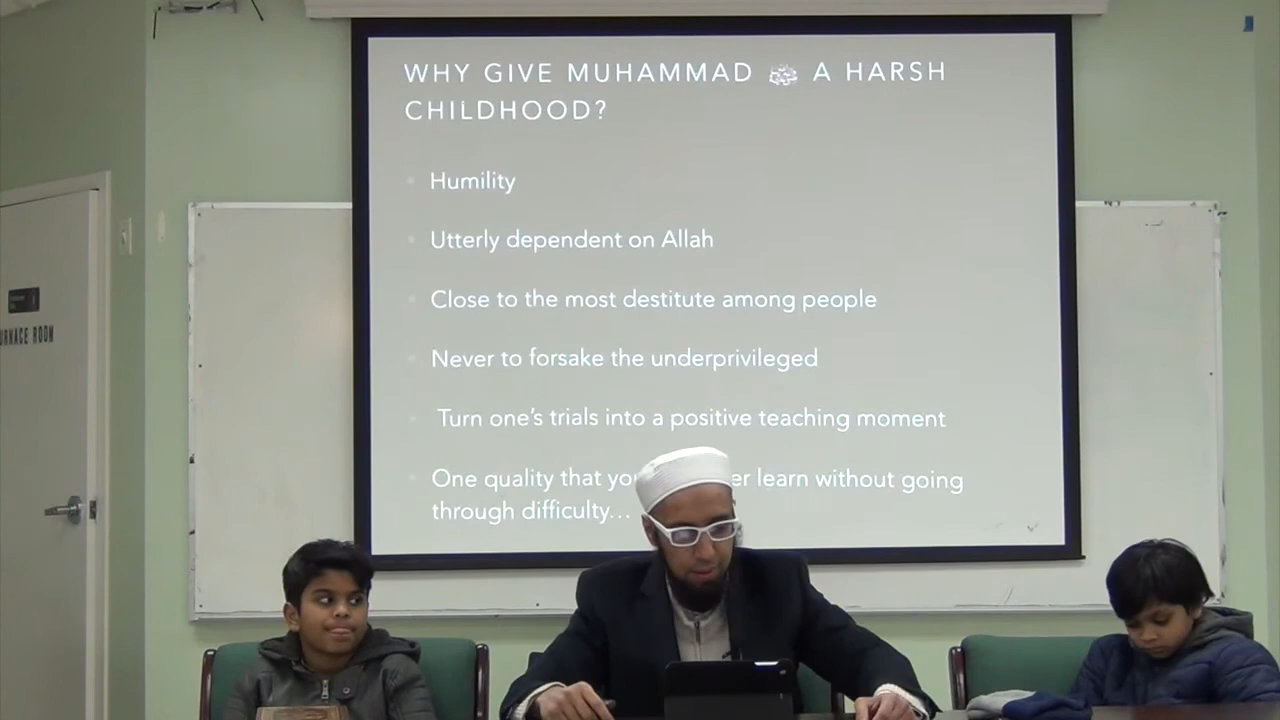 WHY GIVE MUHAMMAD ﷺ A HARSH
CHILDHOOD?
Humility
Utterly dependent on Allah
Close to the most destitute among people
Never to forsake the underprivileged
Turn one's trials into a positive teaching moment
One quality that you er learn without going
through difficulty...
URNACE ROOM